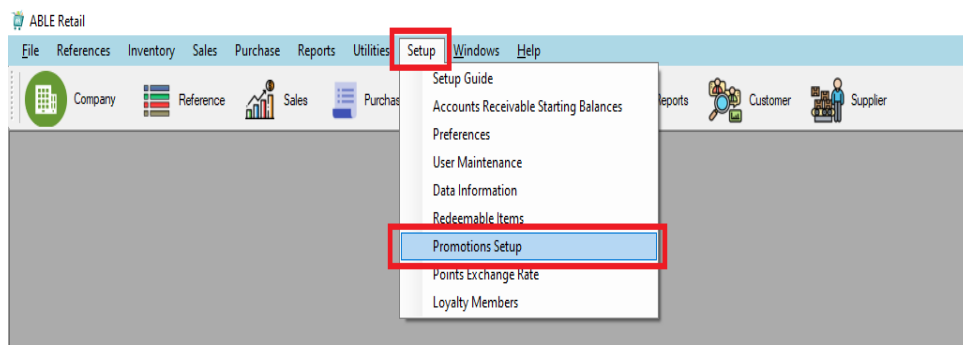 ABLE Retail
File References Inventory Sales Purchase Reports Utilities Setup Windows Help
Company Reference Sales Purchas Reports Customer Supplier
Setup Guide
Accounts Receivable Starting Balances
Preferences
User Maintenance
Data Information
Redeemable Items
Promotions Setup
Points Exchange Rate
Loyalty Members